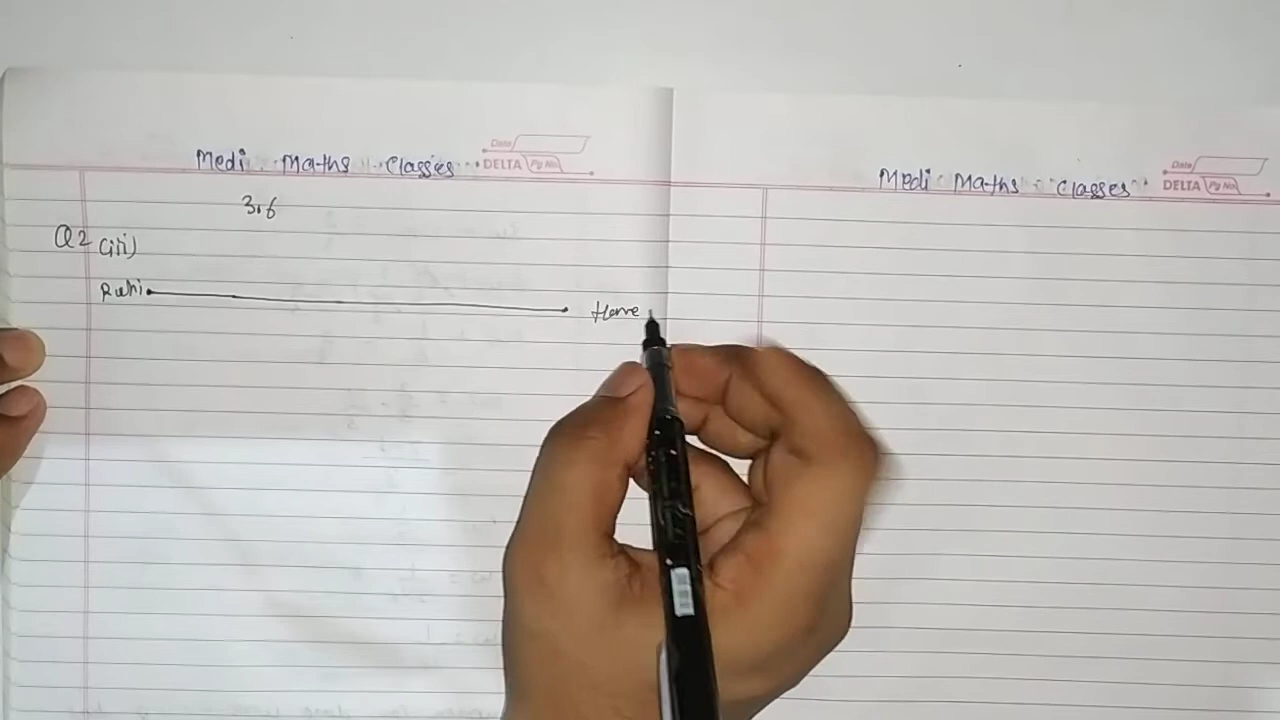 Medi Maths Classes
Date
DELTA Pg No
3.6
Q2 (iii)
Ruhi Home
Medi Maths Classes
Date
DELTA Pg No